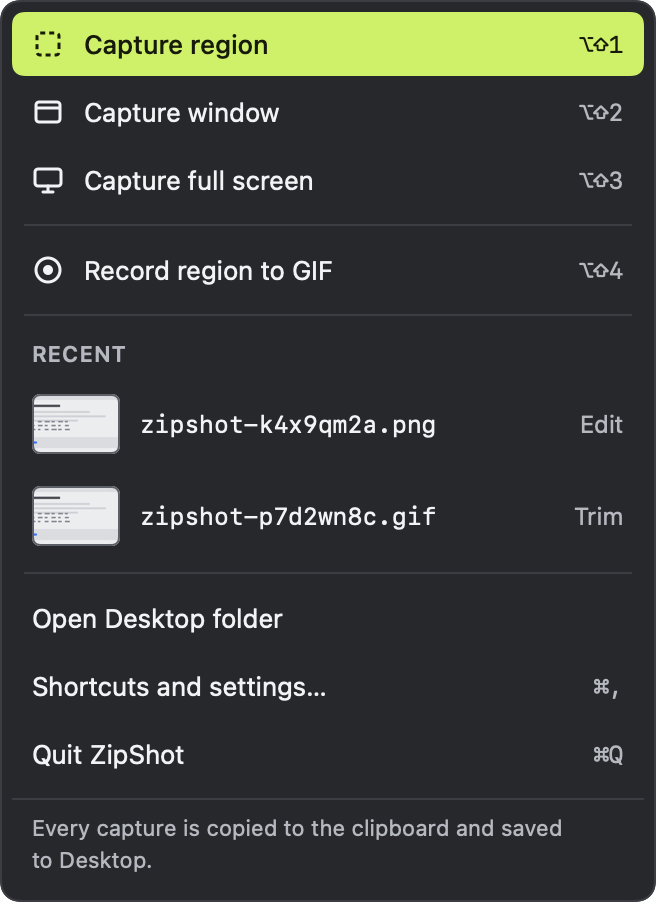 Capture region ⌥⇧1
Capture window ⌥⇧2
Capture full screen ⌥⇧3
Record region to GIF ⌥⇧4
RECENT
zipshot-k4x9qm2a.png Edit
zipshot-p7d2wn8c.gif Trim
Open Desktop folder
Shortcuts and settings... ⌘,
Quit ZipShot ⌘Q
Every capture is copied to the clipboard and saved
to Desktop.